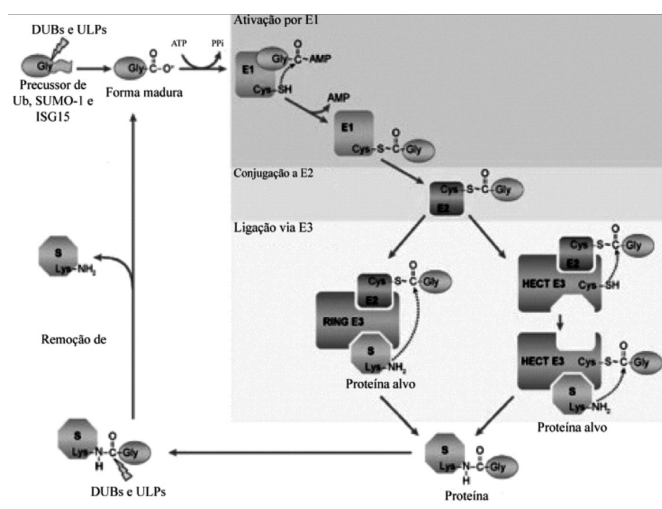 DUBs e ULPs
Gly
Precussor de
Ub, SUMO-1 e
ISG15
Gly C O O-
Forma madura
ATP
PPi
Ativação por E1
E1
Gly C O AMP
Cys SH
AMP
E1
Cys S C O Gly
Conjugação a E2
Cys S C O Gly
E2
Ligação via E3
Cys S C O Gly
E2
RING E3
S
Lys NH2
Proteína alvo
Cys S C O Gly
E2
HECT E3
Cys SH
HECT E3
Cys S C O Gly
S
Lys NH2
Proteína alvo
S
Lys NH2
Remoção de
S
Lys N H C O Gly
DUBs e ULPs
S
Lys N H C O Gly
Proteína